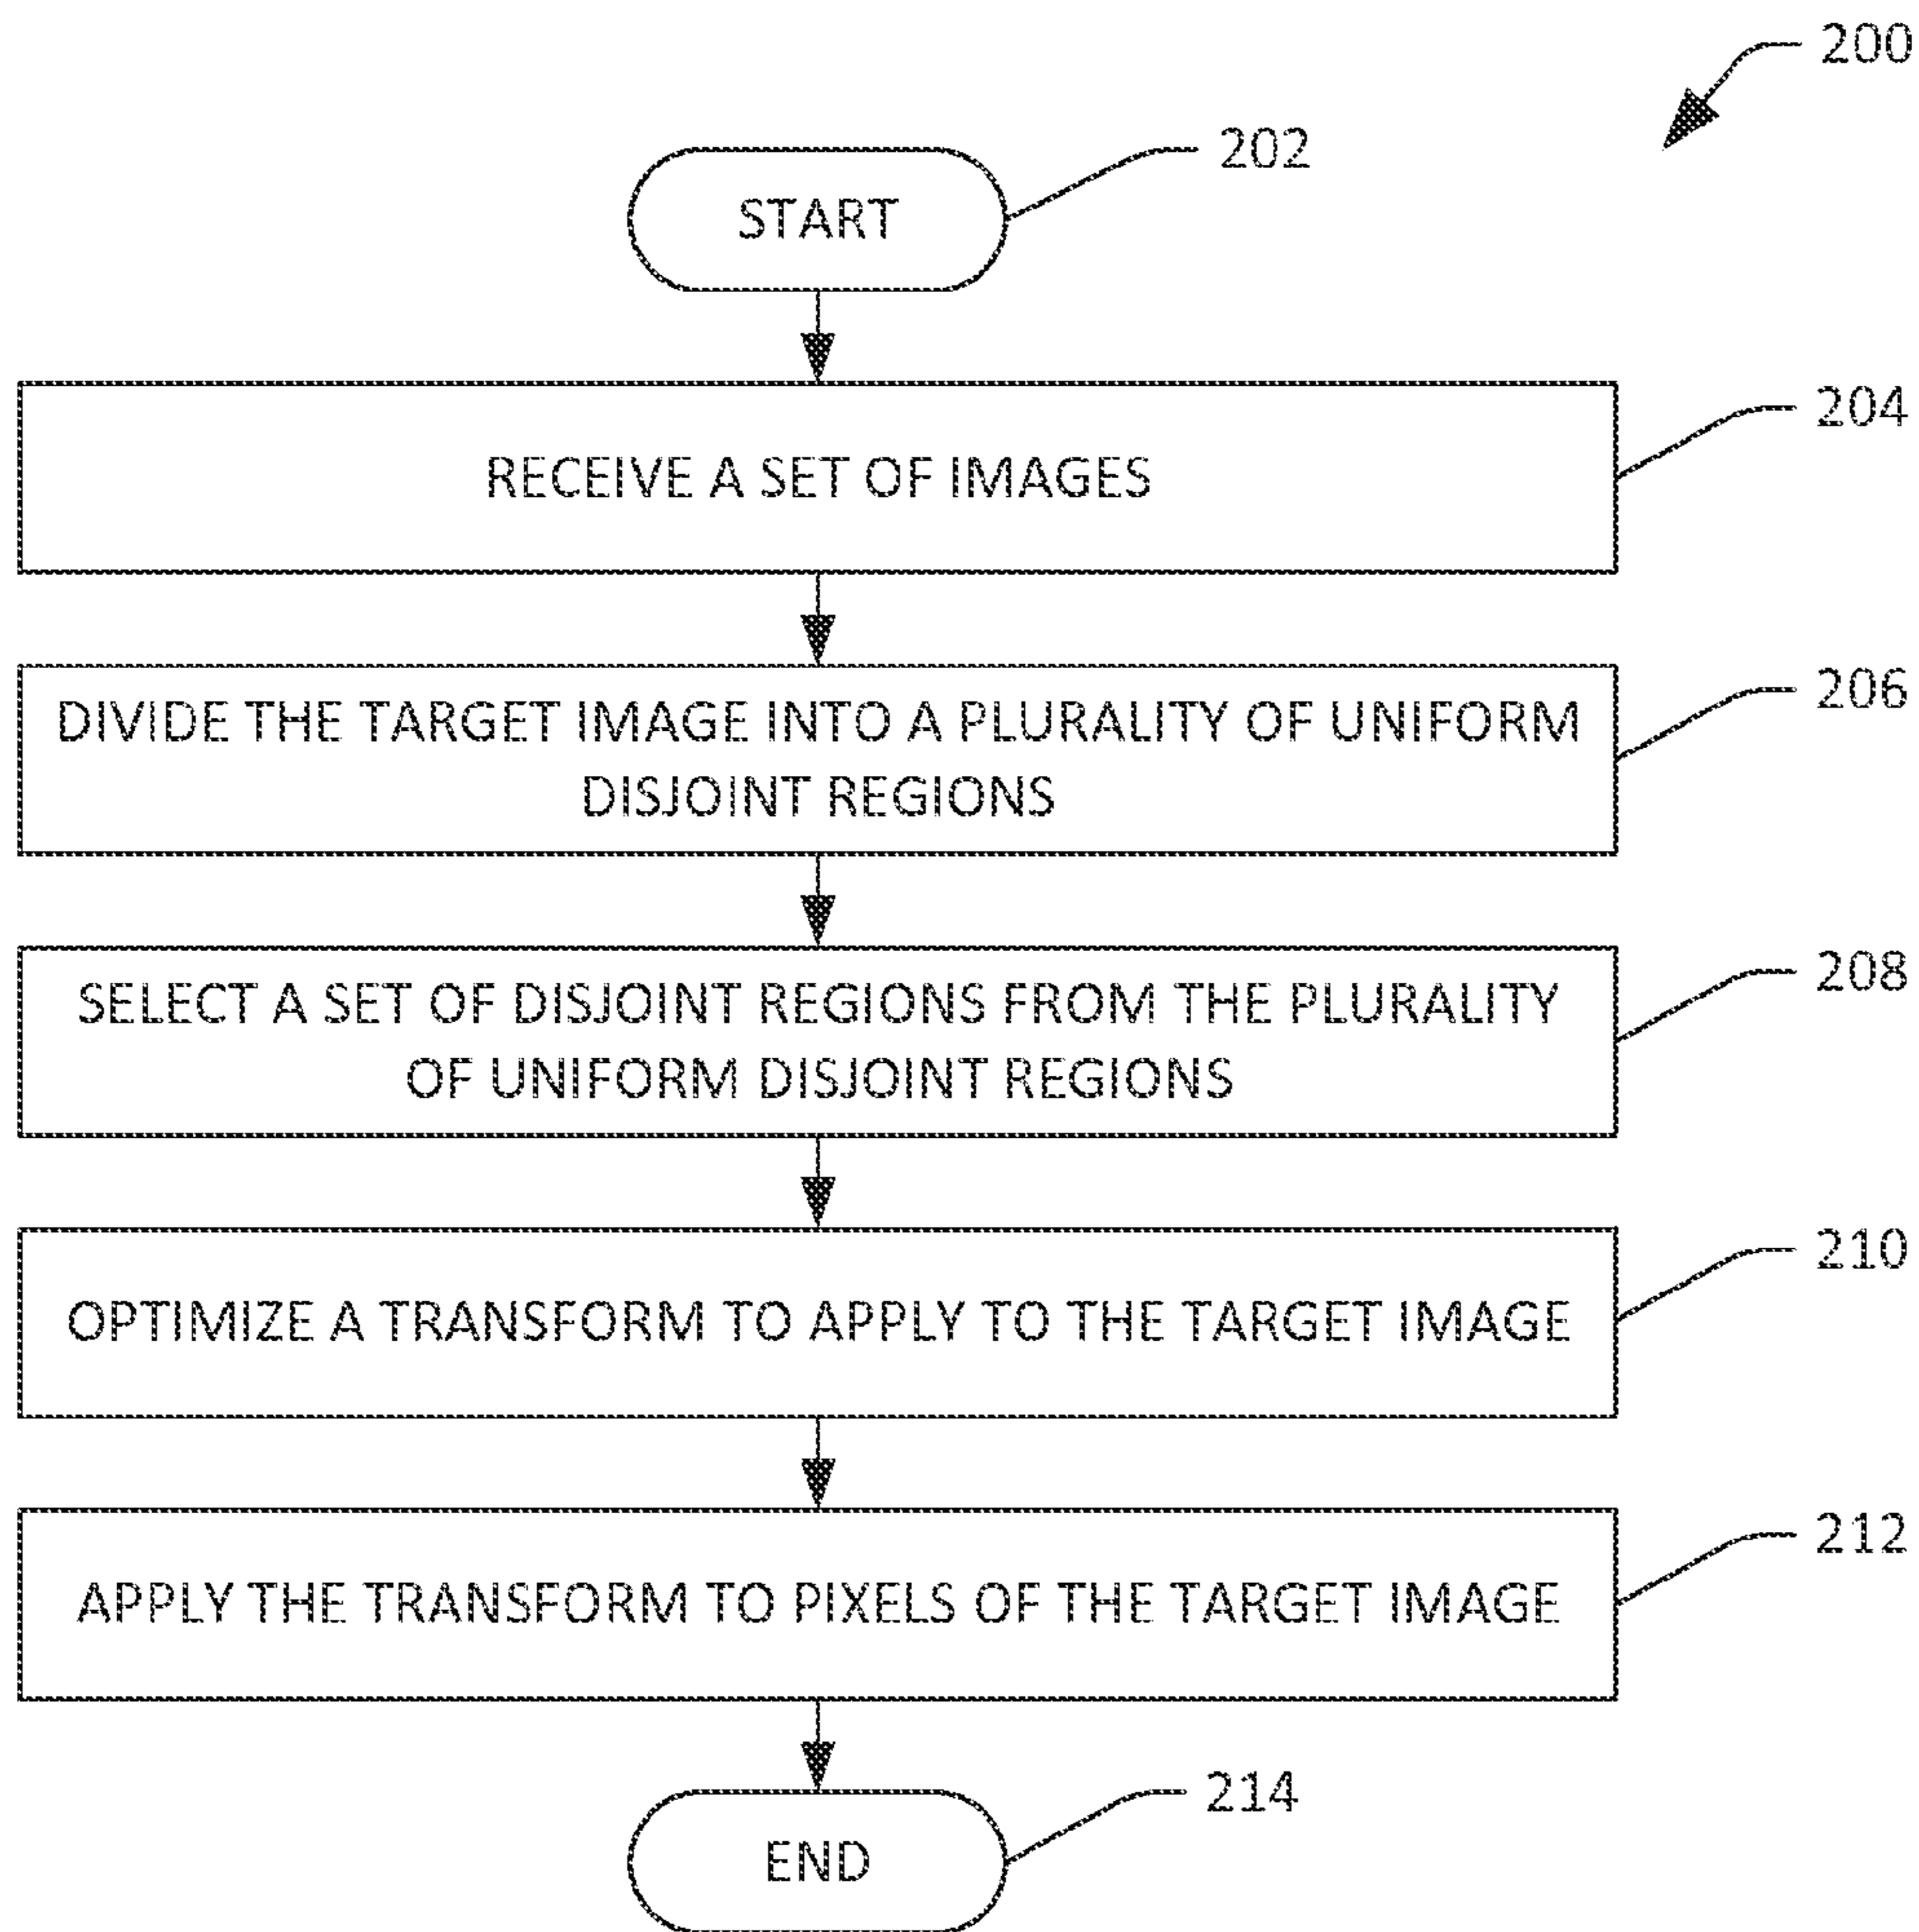 200
202
START
204
RECEIVE A SET OF IMAGES
206
DIVIDE THE TARGET IMAGE INTO A PLURALITY OF UNIFORM
DISJOINT REGIONS
208
SELECT A SET OF DISJOINT REGIONS FROM THE PLURALITY
OF UNIFORM DISJOINT REGIONS
210
OPTIMIZE A TRANSFORM TO APPLY TO THE TARGET IMAGE
212
APPLY THE TRANSFORM TO PIXELS OF THE TARGET IMAGE
214
END